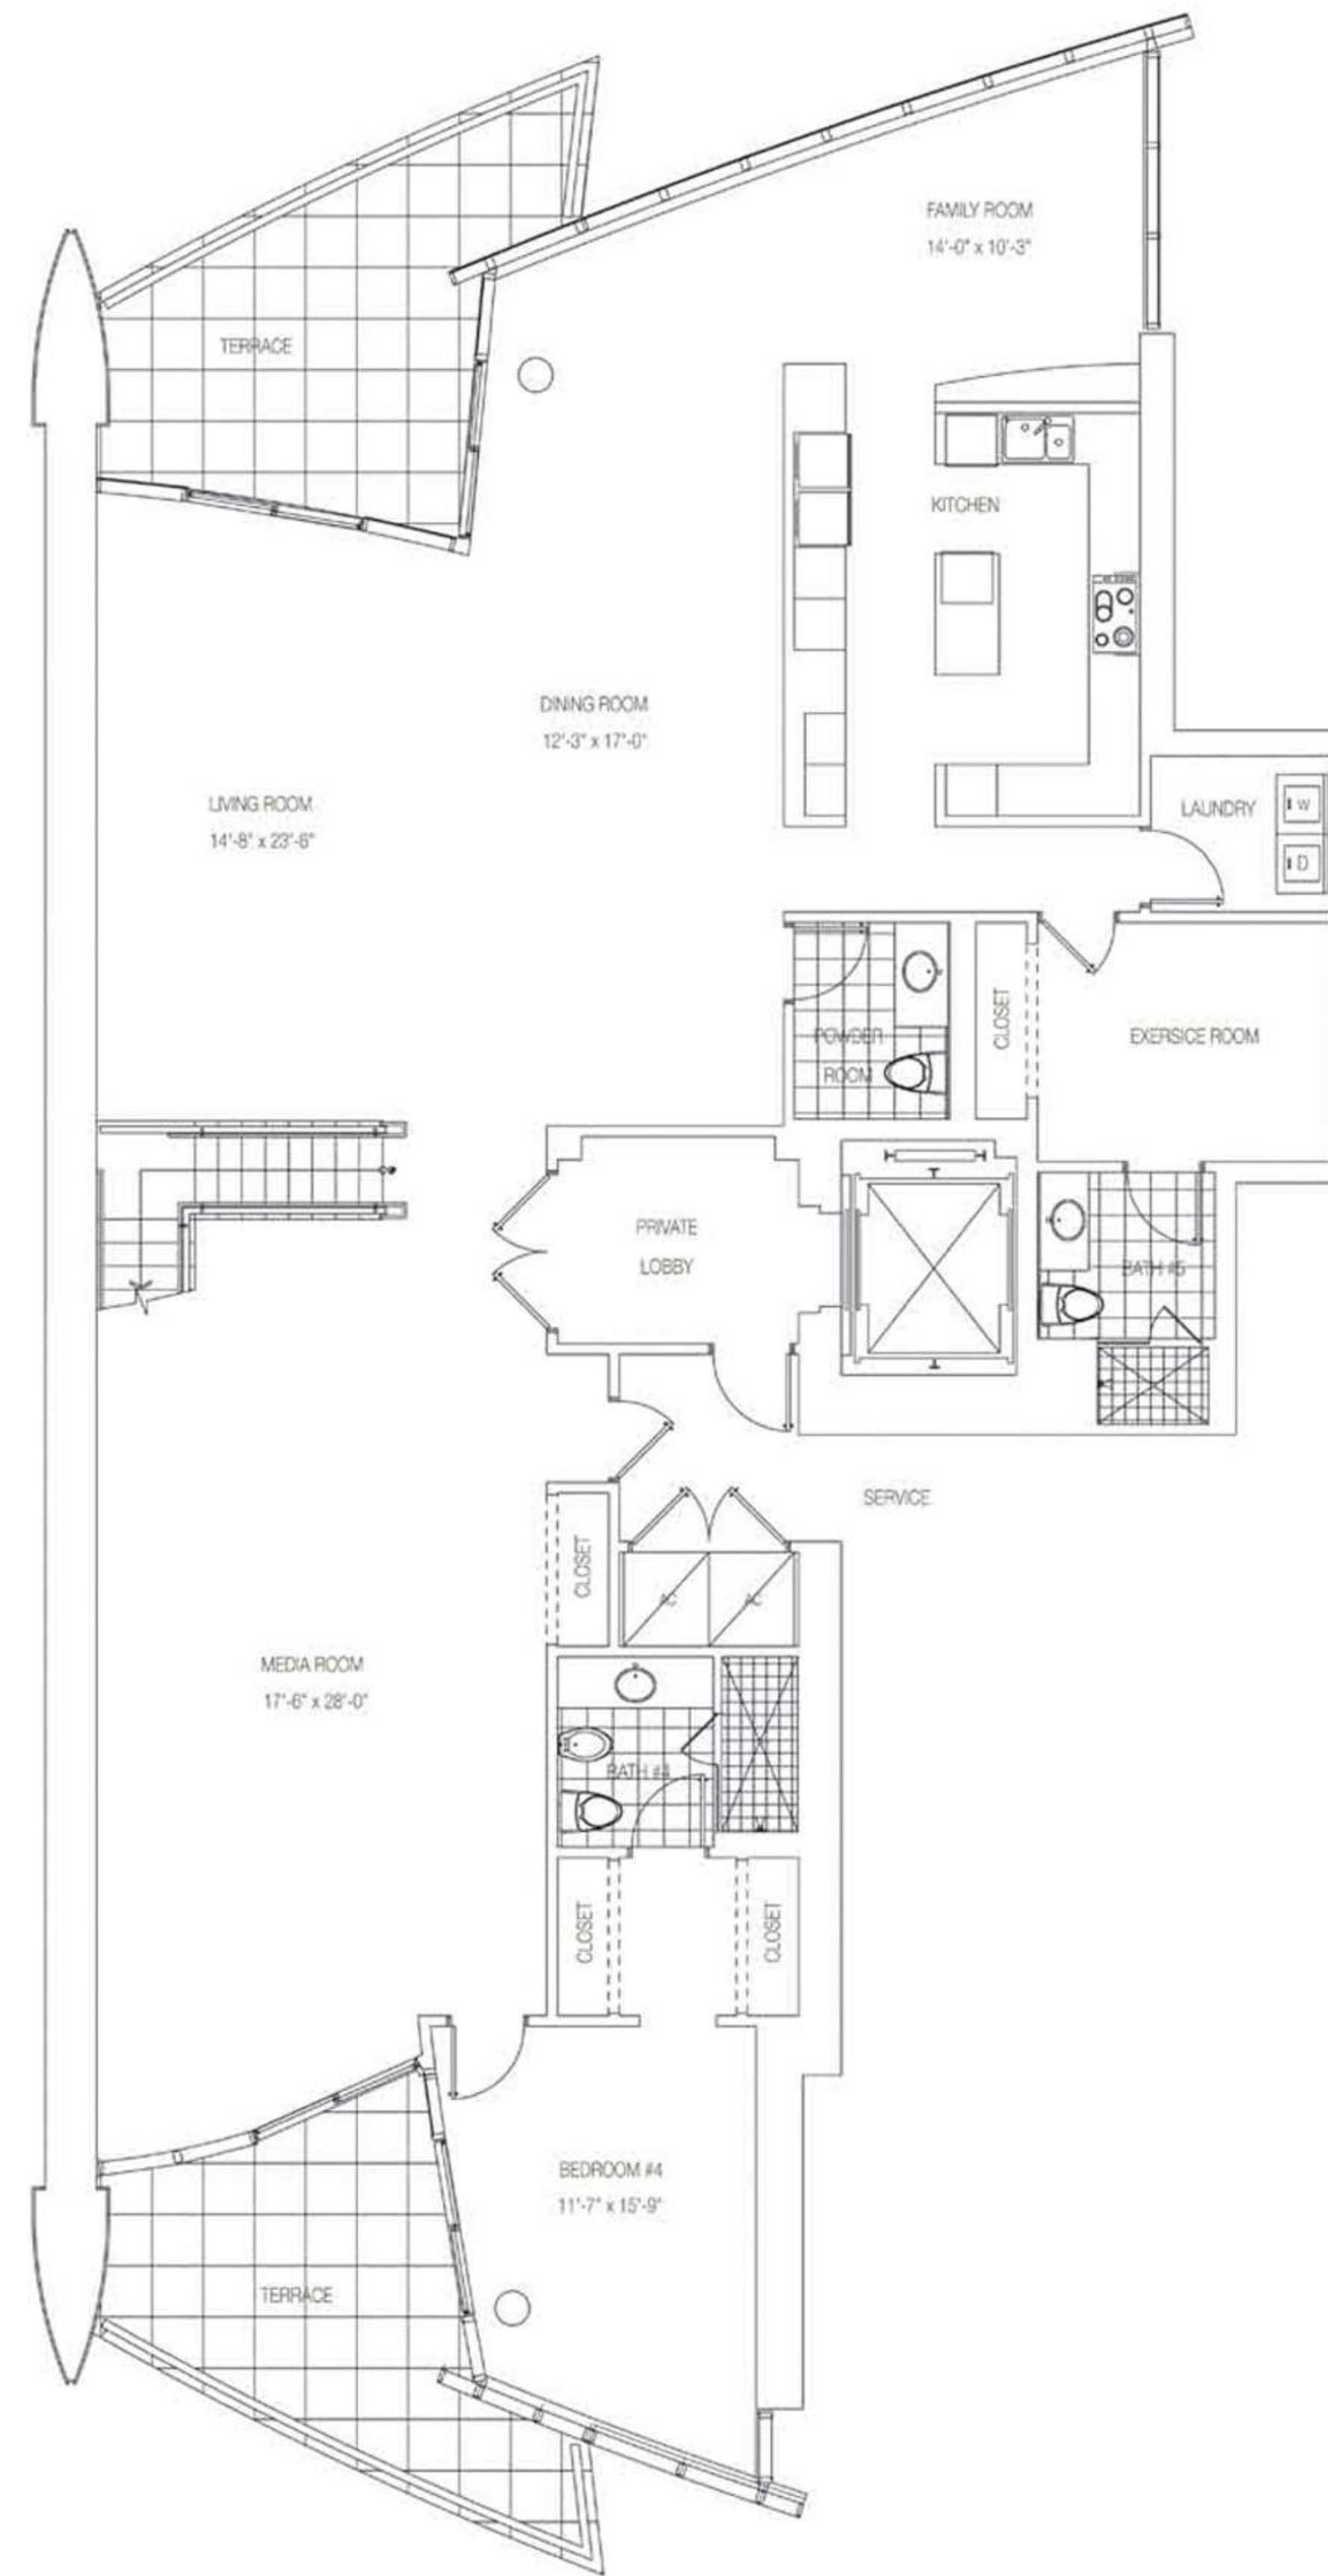 FAMILY ROOM
14'-0" x 10'-3"
TERRACE
KITCHEN
DINING ROOM
12'-3" x 17'-0"
LIVING ROOM
14'-8" x 23'-6"
LAUNDRY
W
D
CLOSET
POWDER
ROOM
EXERSICE ROOM
PRIVATE
LOBBY
BATH #5
SERVICE
CLOSET
AC
AC
MEDIA ROOM
17'-6" x 28'-0"
BATH #4
CLOSET
CLOSET
BEDROOM #4
11'-7" x 15'-9"
TERRACE